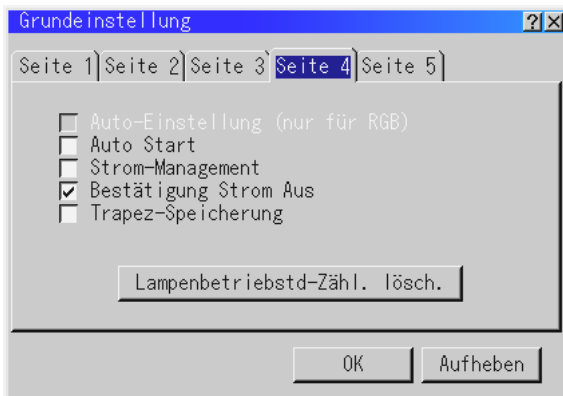 Grundeinstellung
Seite 1 Seite 2 Seite 3 Seite 4 Seite 5
Auto-Einstellung (nur für RGB)
Auto Start
Strom-Management
Bestätigung Strom Aus
Trapez-Speicherung
Lampenbetriebstd-Zähl. lösch.
OK Aufheben